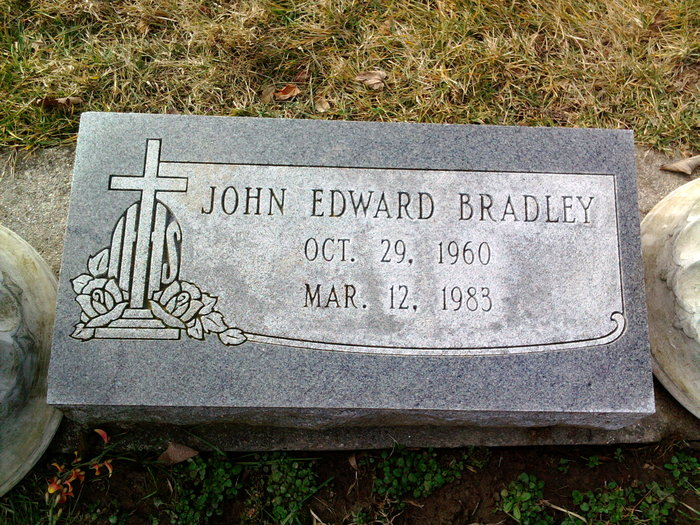 IHS
JOHN EDWARD BRADLEY
OCT. 29, 1960
MAR. 12, 1983